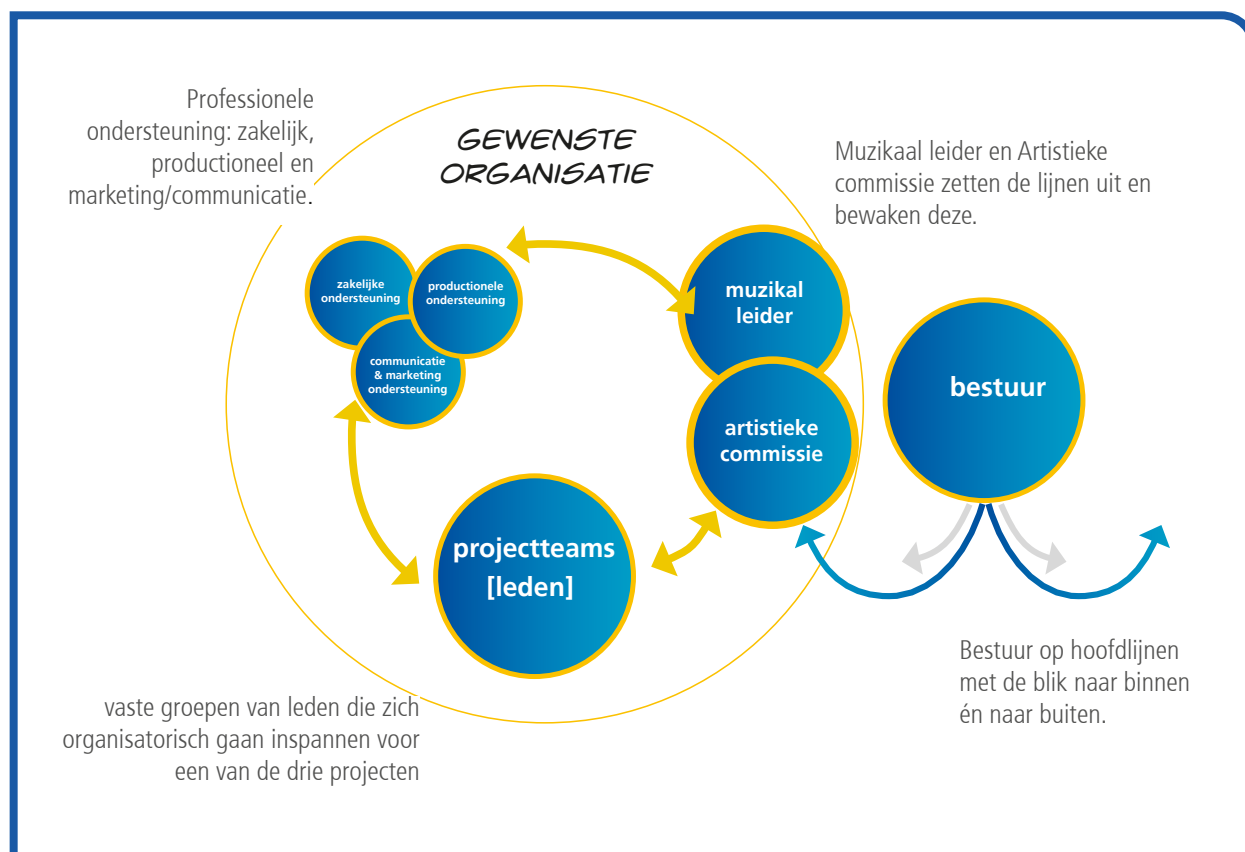 Professionele
ondersteuning: zakelijk,
productioneel en
marketing/communicatie.
GEWENSTE
ORGANISATIE
Muzikaal leider en Artistieke
commissie zetten de lijnen uit en
bewaken deze.
zakelijke
ondersteuning
productionele
ondersteuning
communicatie
& marketing
ondersteuning
muzikal
leider
artistieke
commissie
bestuur
projectteams
[leden]
Bestuur op hoofdlijnen
met de blik naar binnen
én naar buiten.
vaste groepen van leden die zich
organisatorisch gaan inspannen voor
een van de drie projecten